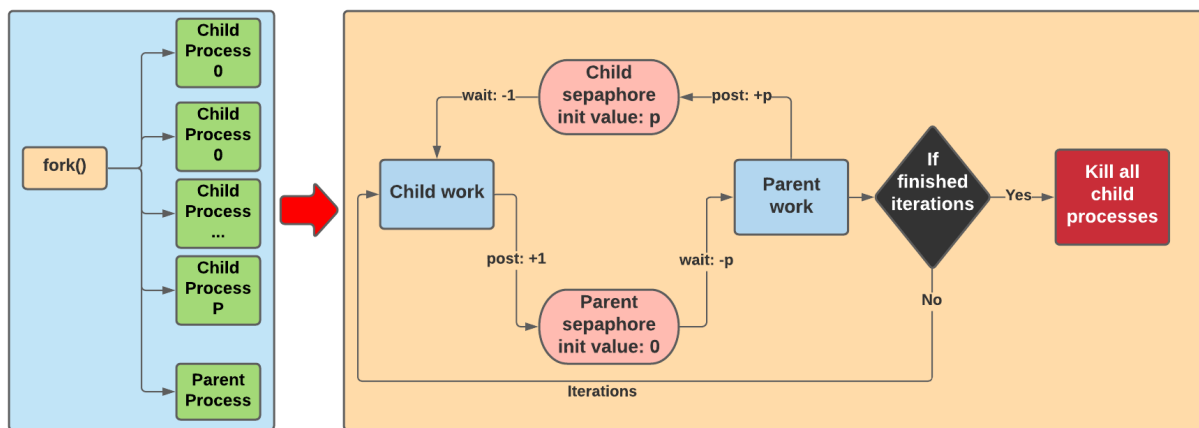 fork()
Child
Process
0
Child
Process
0
Child
Process
...
Child
Process
P
Parent
Process
Child
sepaphore
init value: p
wait: -1
post: +p
Child work
Parent
work
If
finished
iterations
Yes
Kill all
child
processes
post: +1
wait: -p
Parent
sepaphore
init value: 0
No
Iterations